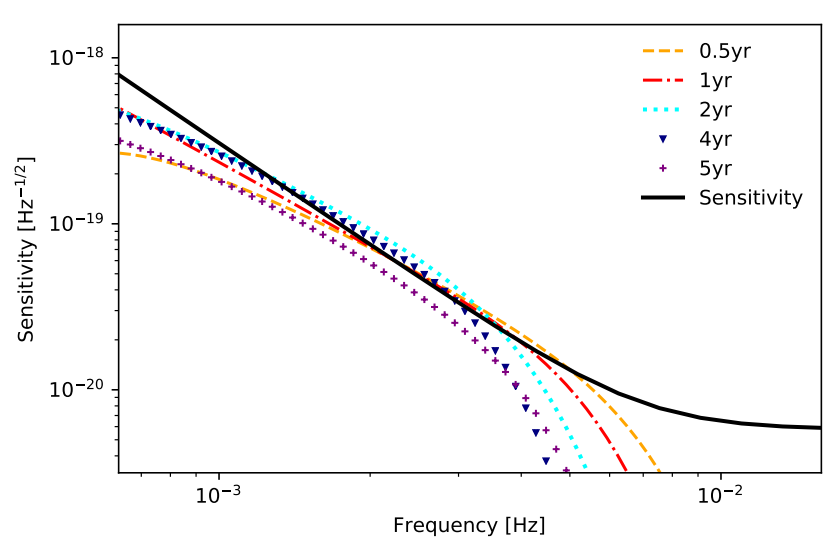 10⁻¹⁸
10⁻¹⁹
10⁻²⁰
Sensitivity [Hz⁻¹/²]
0.5yr
1yr
2yr
4yr
5yr
Sensitivity
10⁻³
10⁻²
Frequency [Hz]